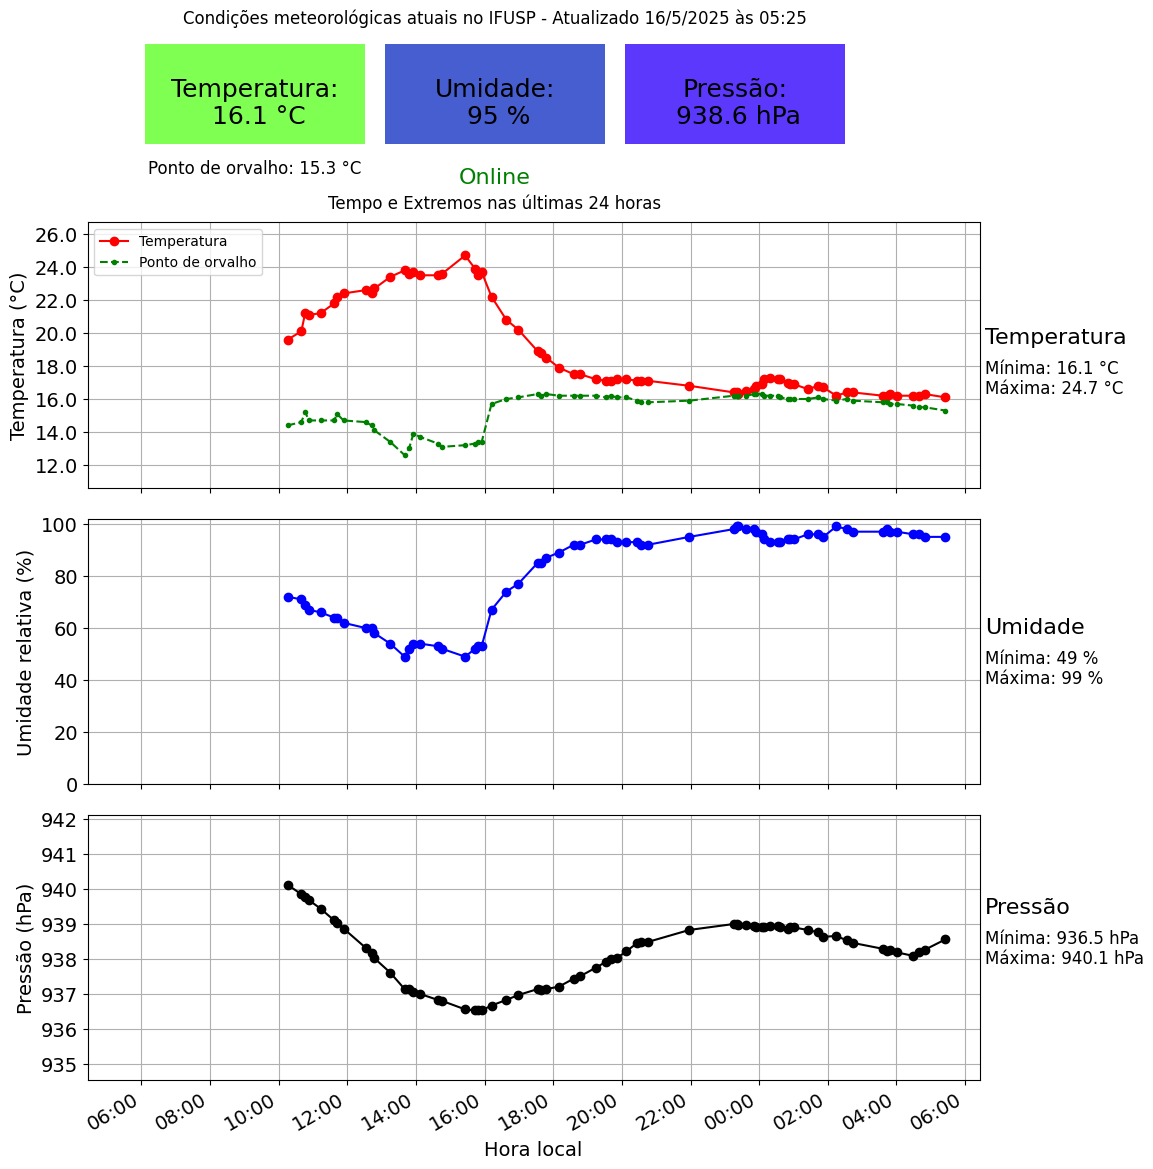 Condições meteorológicas atuais no IFUSP - Atualizado 16/5/2025 às 05:25
Temperatura:
16.1 °C
Umidade:
95 %
Pressão:
938.6 hPa
Ponto de orvalho: 15.3 °C
Online
Tempo e Extremos nas últimas 24 horas
Temperatura (°C)
26.0
24.0
22.0
20.0
18.0
16.0
14.0
12.0
Temperatura
Ponto de orvalho
Temperatura
Mínima: 16.1 °C
Máxima: 24.7 °C
Umidade relativa (%)
100
80
60
40
20
0
Umidade
Mínima: 49 %
Máxima: 99 %
Pressão (hPa)
942
941
940
939
938
937
936
935
Pressão
Mínima: 936.5 hPa
Máxima: 940.1 hPa
06:00 08:00 10:00 12:00 14:00 16:00 18:00 20:00 22:00 00:00 02:00 04:00 06:00
Hora local